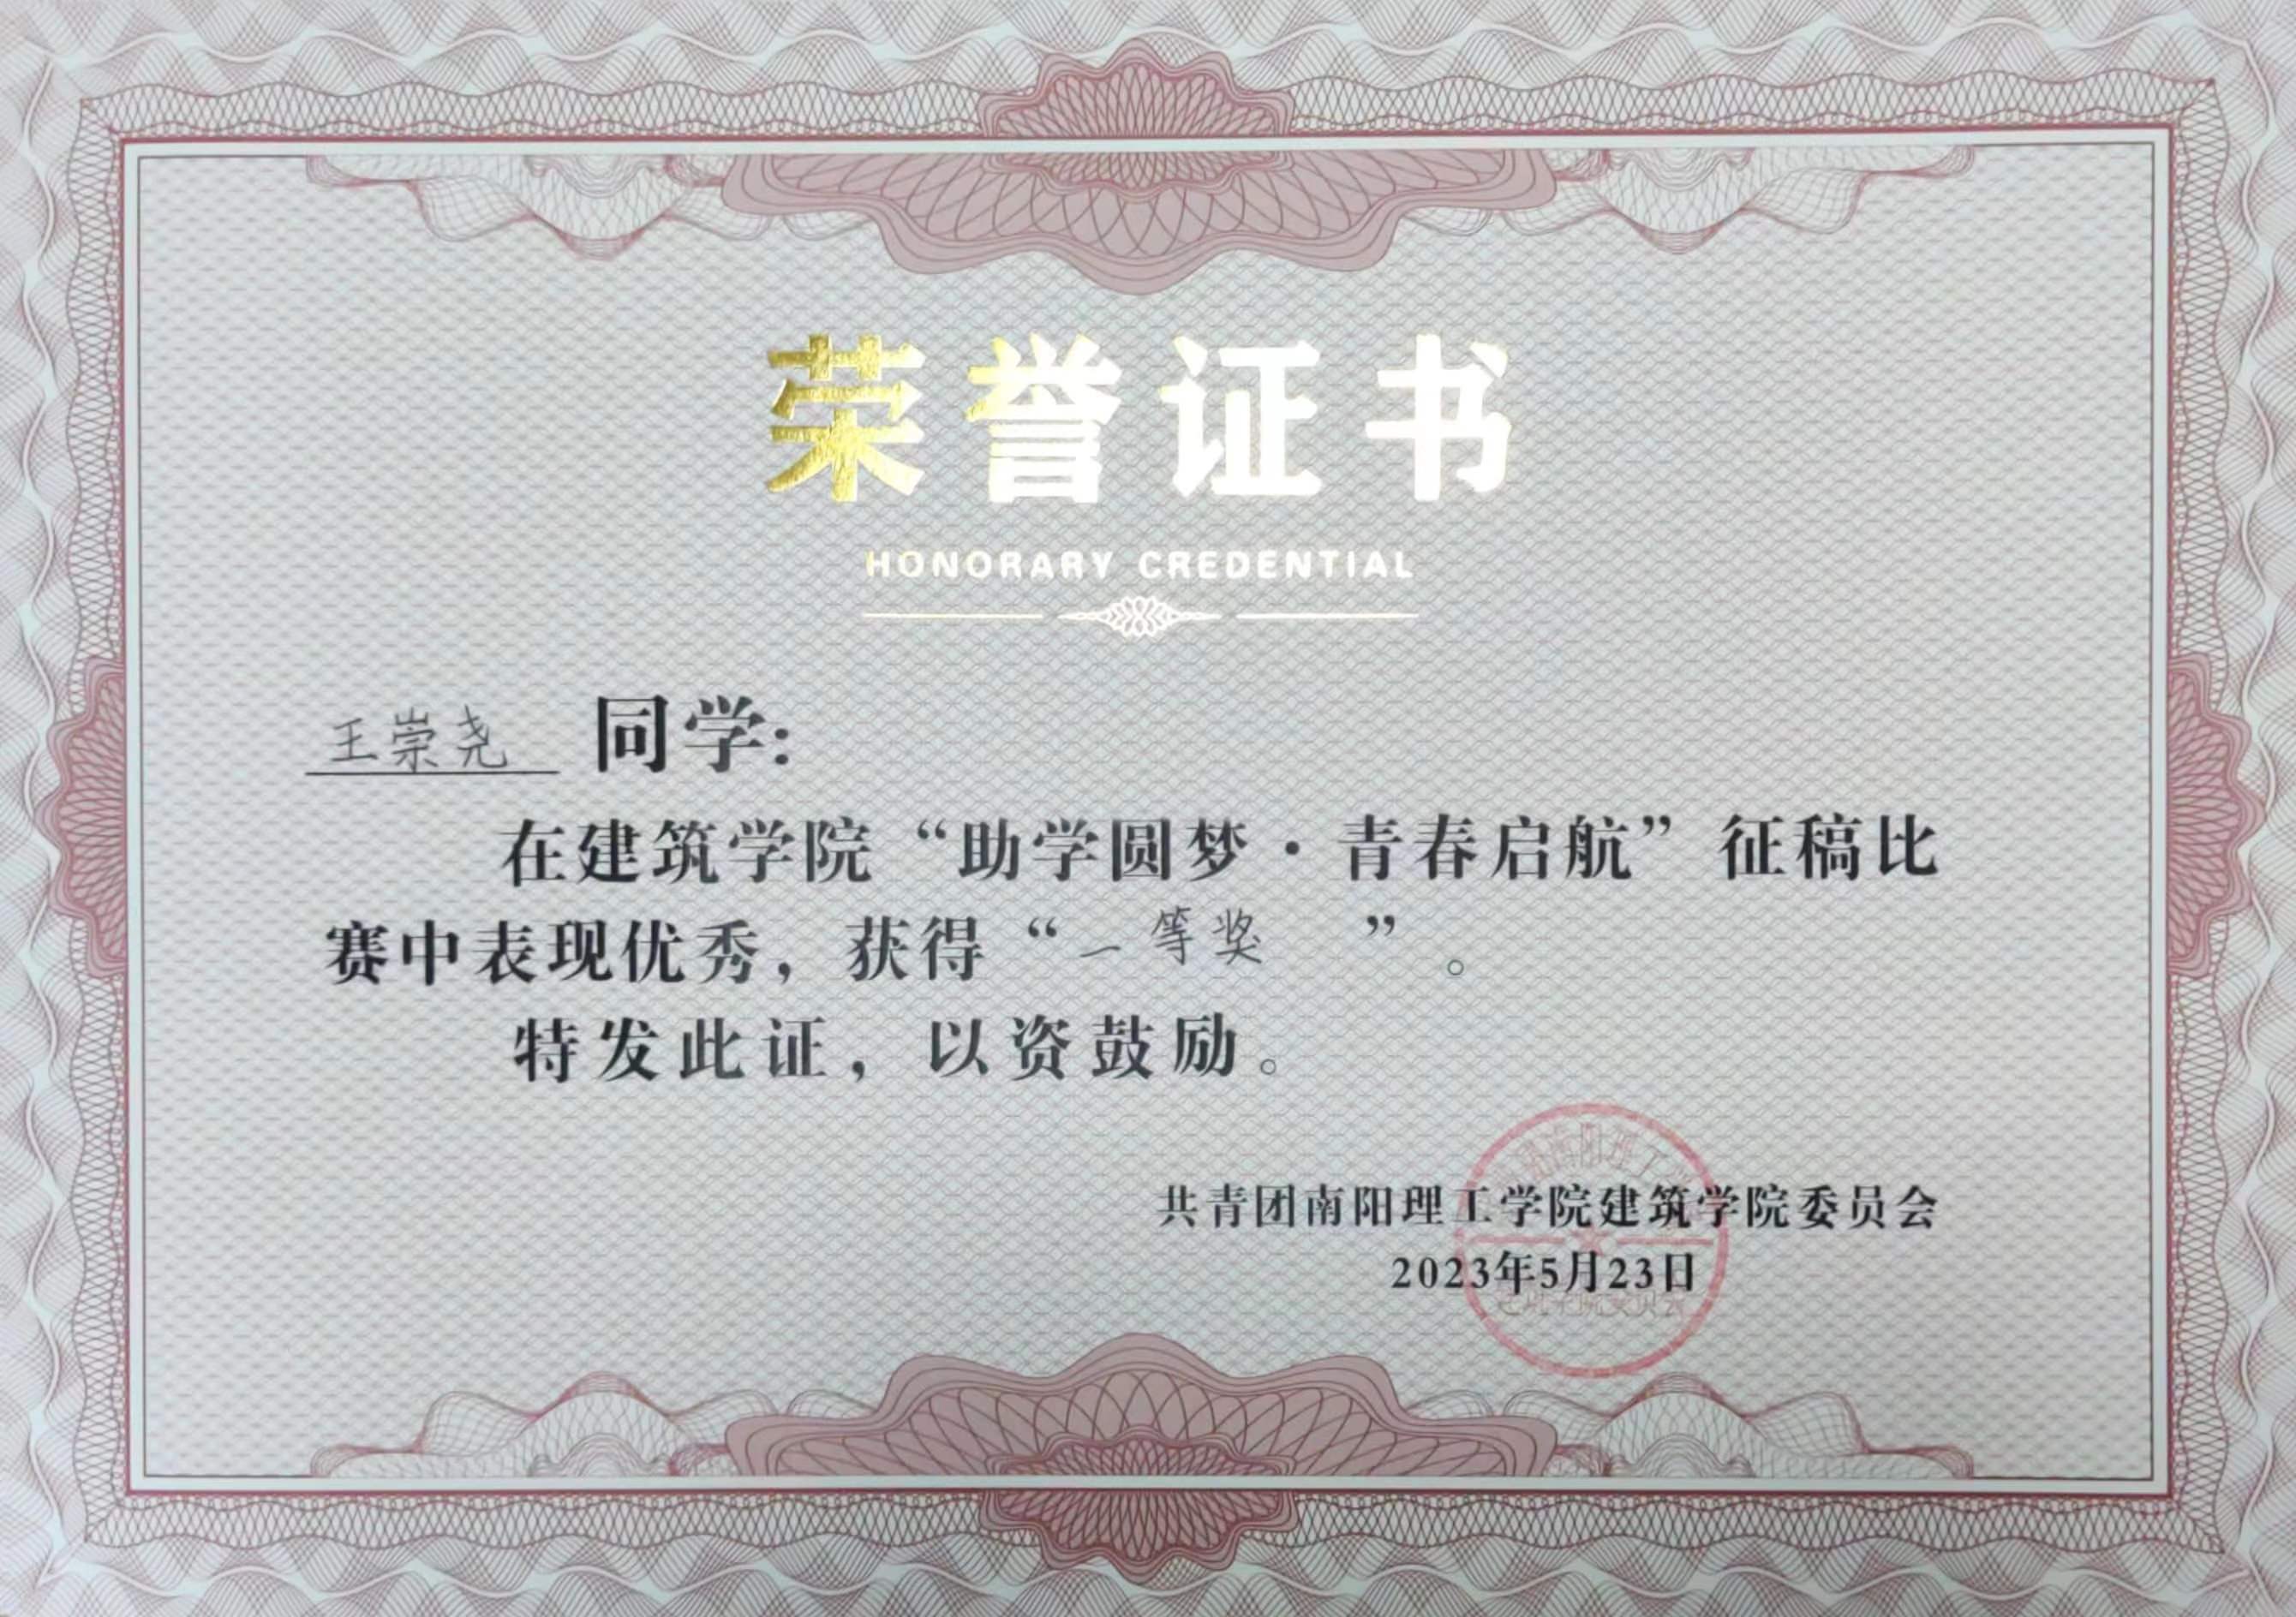 荣誉证书
HONORARY CREDENTIAL
王崇尧 同学:
在建筑学院“助学圆梦·青春启航”征稿比
赛中表现优秀，获得“一等奖”。
特发此证，以资鼓励。
共青团南阳理工学院建筑学院委员会
2023年5月23日